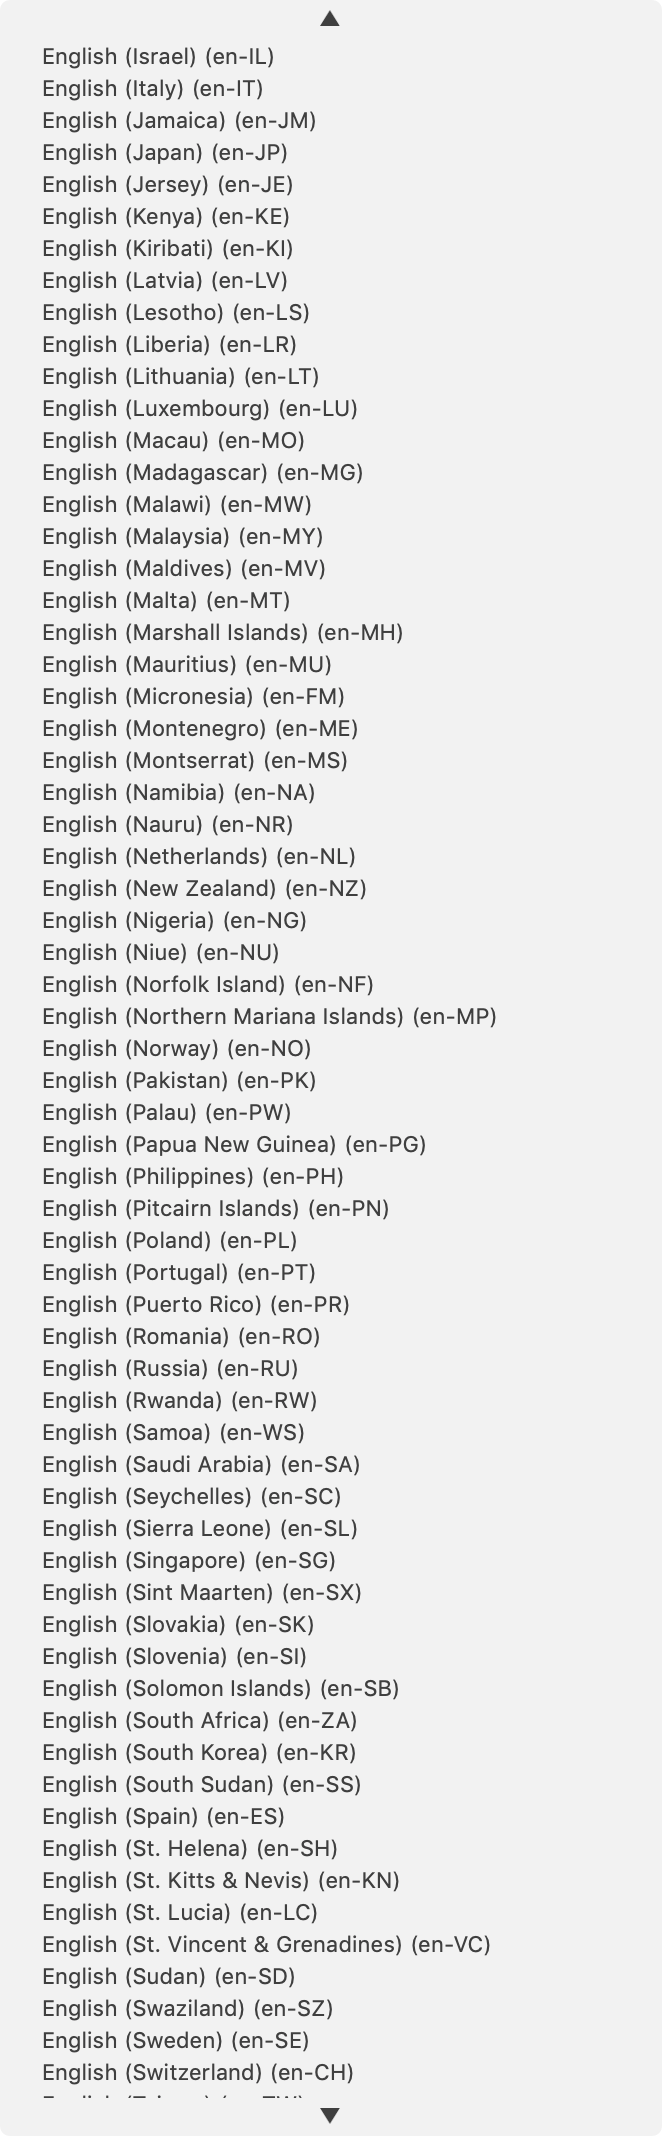 English (Israel) (en-IL)
English (Italy) (en-IT)
English (Jamaica) (en-JM)
English (Japan) (en-JP)
English (Jersey) (en-JE)
English (Kenya) (en-KE)
English (Kiribati) (en-KI)
English (Latvia) (en-LV)
English (Lesotho) (en-LS)
English (Liberia) (en-LR)
English (Lithuania) (en-LT)
English (Luxembourg) (en-LU)
English (Macau) (en-MO)
English (Madagascar) (en-MG)
English (Malawi) (en-MW)
English (Malaysia) (en-MY)
English (Maldives) (en-MV)
English (Malta) (en-MT)
English (Marshall Islands) (en-MH)
English (Mauritius) (en-MU)
English (Micronesia) (en-FM)
English (Montenegro) (en-ME)
English (Montserrat) (en-MS)
English (Namibia) (en-NA)
English (Nauru) (en-NR)
English (Netherlands) (en-NL)
English (New Zealand) (en-NZ)
English (Nigeria) (en-NG)
English (Niue) (en-NU)
English (Norfolk Island) (en-NF)
English (Northern Mariana Islands) (en-MP)
English (Norway) (en-NO)
English (Pakistan) (en-PK)
English (Palau) (en-PW)
English (Papua New Guinea) (en-PG)
English (Philippines) (en-PH)
English (Pitcairn Islands) (en-PN)
English (Poland) (en-PL)
English (Portugal) (en-PT)
English (Puerto Rico) (en-PR)
English (Romania) (en-RO)
English (Russia) (en-RU)
English (Rwanda) (en-RW)
English (Samoa) (en-WS)
English (Saudi Arabia) (en-SA)
English (Seychelles) (en-SC)
English (Sierra Leone) (en-SL)
English (Singapore) (en-SG)
English (Sint Maarten) (en-SX)
English (Slovakia) (en-SK)
English (Slovenia) (en-SI)
English (Solomon Islands) (en-SB)
English (South Africa) (en-ZA)
English (South Korea) (en-KR)
English (South Sudan) (en-SS)
English (Spain) (en-ES)
English (St. Helena) (en-SH)
English (St. Kitts & Nevis) (en-KN)
English (St. Lucia) (en-LC)
English (St. Vincent & Grenadines) (en-VC)
English (Sudan) (en-SD)
English (Swaziland) (en-SZ)
English (Sweden) (en-SE)
English (Switzerland) (en-CH)